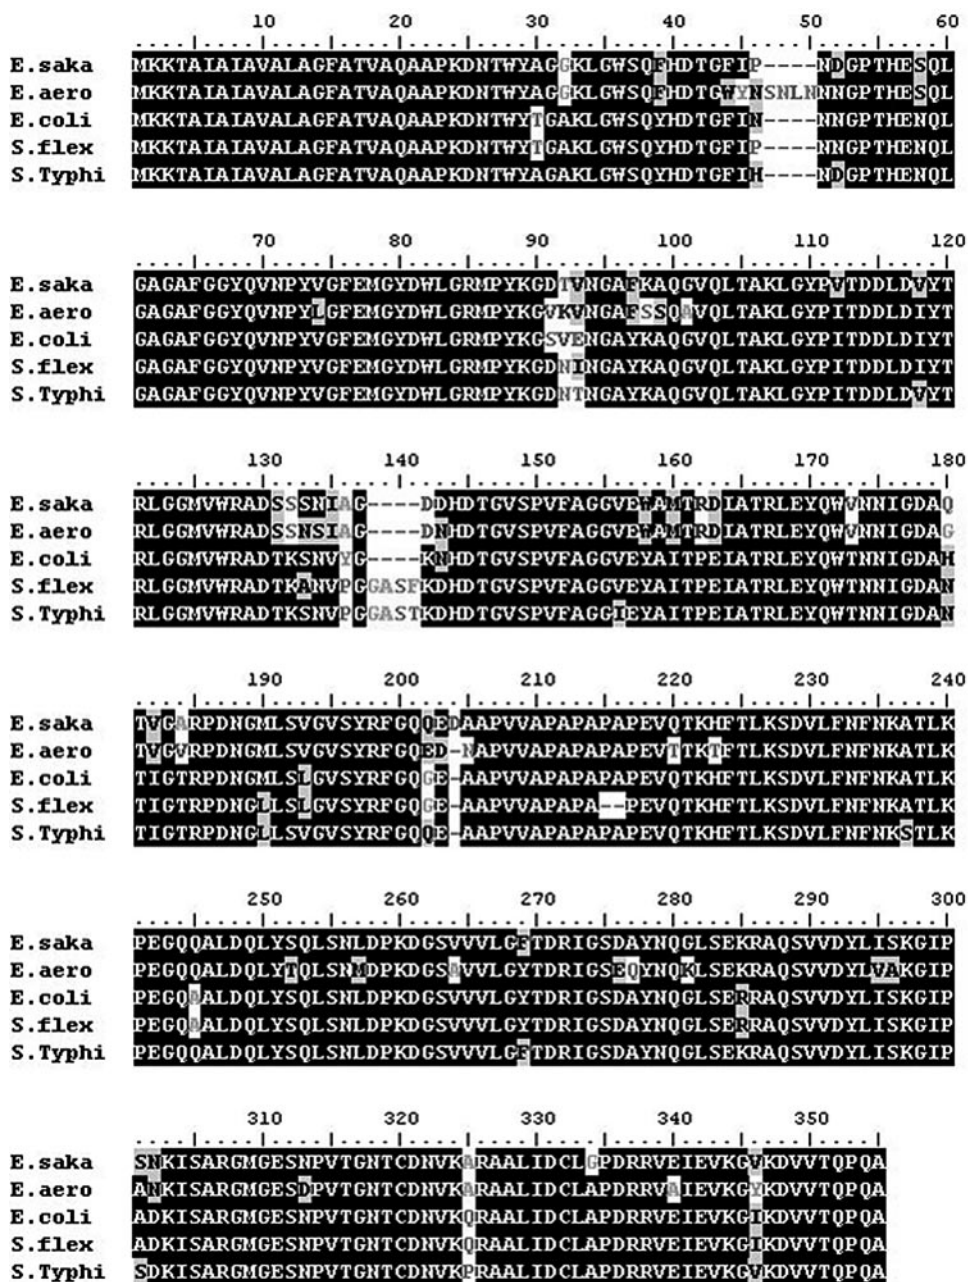 10 20 30 40 50 60
E.saka MKKTAIAIAVALAGFATVAQAAPKDNTWYAGGKLGWSQFHDTGFIP----NDGPTHESQL
E.aero MKKTAIAIAVALAGFATVAQAAPKDNTWYAGGKLGWSQFHDTGWYNSNLNNNGPTHESQL
E.coli MKKTAIAIAVALAGFATVAQAAPKDNTWYTGAKLGWSQYHDTGFIN----NNGPTHENQL
S.flex MKKTAIAIAVALAGFATVAQAAPKDNTWYTGAKLGWSQYHDTGFIP----NNGPTHENQL
S.Typhi MKKTAIAIAVALAGFATVAQAAPKDNTWYAGAKLGWSQYHDTGFIH----NDGPTHENQL
70 80 90 100 110 120
E.saka GAGAFGGYQVNPYVGFEMGYDWLGRMPYKGDTVNGAFKAQGVQLTAKLGYPVTDDLDVYT
E.aero GAGAFGGYQVNPYLGFEMGYDWLGRMPYKGVKVNGAFSSQAVQLTAKLGYPITDDLDIYT
E.coli GAGAFGGYQVNPYVGFEMGYDWLGRMPYKGSVENGAYKAQGVQLTAKLGYPITDDLDIYT
S.flex GAGAFGGYQVNPYVGFEMGYDWLGRMPYKGDNINGAYKAQGVQLTAKLGYPITDDLDIYT
S.Typhi GAGAFGGYQVNPYVGFEMGYDWLGRMPYKGDNTNGAYKAQGVQLTAKLGYPITDDLDVYT
130 140 150 160 170 180
E.saka RLGGMVWRADSSSNIAG----DDHDTGVSPVFAGGVEWAMTRDIATRLEYQWVNNIGDAQ
E.aero RLGGMVWRADSSNSIAG----DNHDTGVSPVFAGGVEWAMTRDIATRLEYQWVNNIGDAG
E.coli RLGGMVWRADTKSNVYG----KNHDTGVSPVFAGGVEYAITPEIATRLEYQWTNNIGDAH
S.flex RLGGMVWRADTKANVPGGASFKDHDTGVSPVFAGGVEYAITPEIATRLEYQWTNNIGDAN
S.Typhi RLGGMVWRADTKSNVPGGASTKDHDTGVSPVFAGGIEYAITPEIATRLEYQWTNNIGDAN
190 200 210 220 230 240
E.saka TVGARPDNGMLSVGVSYRFGQQEDAAPVVAPAPAPAPEVQTKHFTLKSDVLFNFNKATLK
E.aero TVGVRPDNGMLSVGVSYRFGQED-NAPVVAPAPAPAPEVTTKTFTLKSDVLFNFNKATLK
E.coli TIGTRPDNGMLSLGVSYRFGQGE-AAPVVAPAPAPAPEVQTKHFTLKSDVLFNFNKATLK
S.flex TIGTRPDNGLLSLGVSYRFGQGE-AAPVVAPAPA--PEVQTKHFTLKSDVLFNFNKATLK
S.Typhi TIGTRPDNGLLSVGVSYRFGQQE-AAPVVAPAPAPAPEVQTKHFTLKSDVLFNFNKSTLK
250 260 270 280 290 300
E.saka PEGQQALDQLYSQLSNLDPKDGSVVVLGFTDRIGSDAYNQGLSEKRAQSVVDYLISKGIP
E.aero PEGQQALDQLYTQLSNMDPKDGSAVVLGYTDRIGSEQYNQKLSEKRAQSVVDYLVAKGIP
E.coli PEGQAALDQLYSQLSNLDPKDGSVVVLGYTDRIGSDAYNQGLSERRAQSVVDYLISKGIP
S.flex PEGQAALDQLYSQLSNLDPKDGSVVVLGYTDRIGSDAYNQGLSERRAQSVVDYLISKGIP
S.Typhi PEGQQALDQLYSQLSNLDPKDGSVVVLGFTDRIGSDAYNQGLSEKRAQSVVDYLISKGIP
310 320 330 340 350
E.saka SNKISARGMGESNPVTGNTCDNVKARAALIDCLGPDRRVEIEVKGVKDVVTQPQA
E.aero ANKISARGMGESDPVTGNTCDNVKARAALIDCLAPDRRVAIEVKGYKDVVTQPQA
E.coli ADKISARGMGESNPVTGNTCDNVKQRAALIDCLAPDRRVEIEVKGIKDVVTQPQA
S.flex ADKISARGMGESNPVTGNTCDNVKQRAALIDCLAPDRRVEIEVKGIKDVVTQPQA
S.Typhi SDKISARGMGESNPVTGNTCDNVKPRAALIDCLAPDRRVEIEVKGVKDVVTQPQA